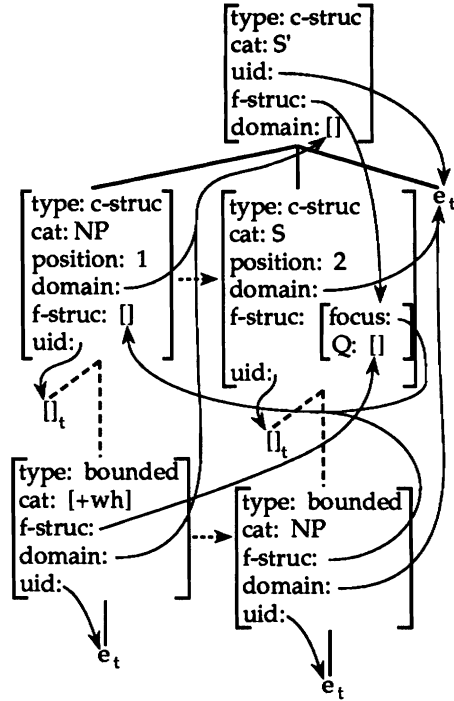 type: c-struc
cat: S'
uid:
f-struc:
domain: []
e t
type: c-struc
cat: NP
position: 1
domain:
f-struc: []
uid:
[] t
type: c-struc
cat: S
position: 2
domain:
f-struc: [focus:
Q: []]
uid:
[] t
type: bounded
cat: [+wh]
f-struc:
domain:
uid:
e t
type: bounded
cat: NP
f-struc:
domain:
uid:
e t